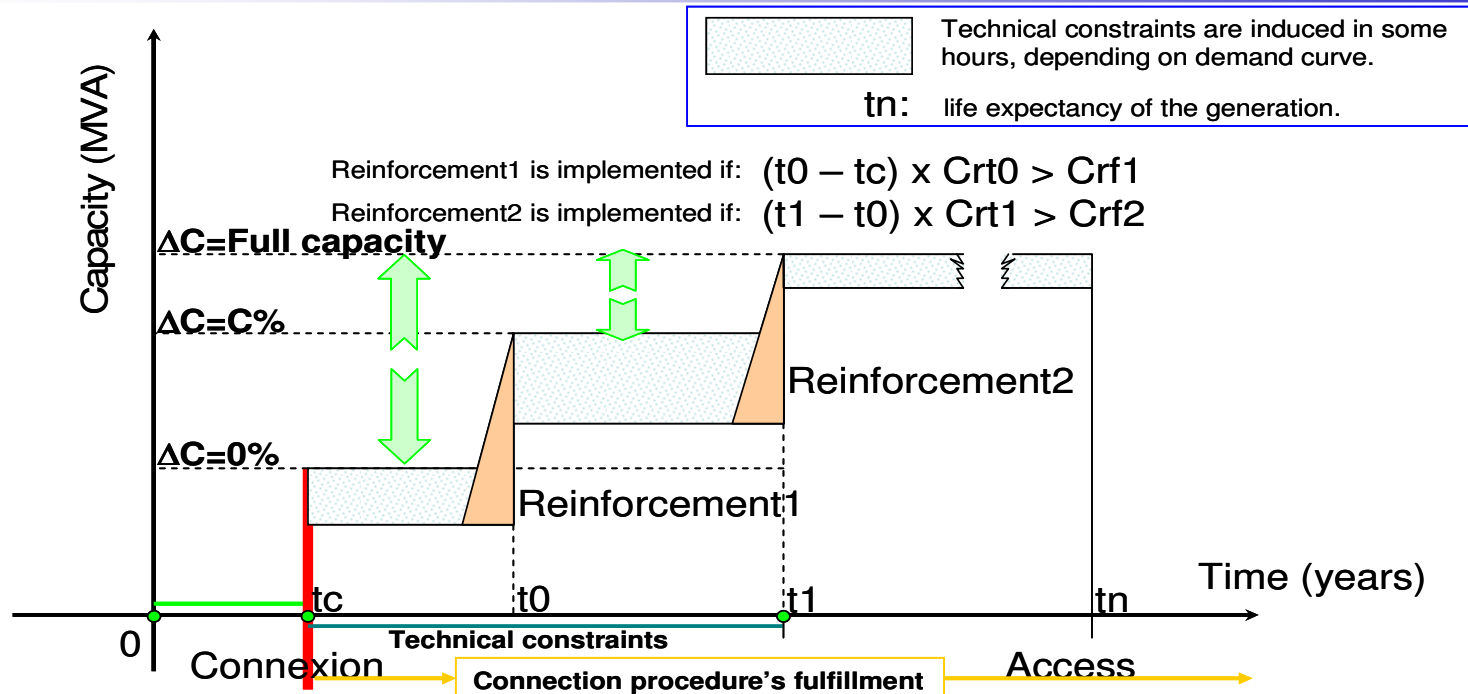 Technical constraints are induced in some
hours, depending on demand curve.
tn: life expectancy of the generation.
Capacity (MVA)
Reinforcement1 is implemented if: (t0 – tc) x Crt0 > Crf1
Reinforcement2 is implemented if: (t1 – t0) x Crt1 > Crf2
ΔC=Full capacity
ΔC=C%
Reinforcement2
ΔC=0%
Reinforcement1
Time (years)
tc t0 t1 tn
0
Technical constraints
Connexion Access
Connection procedure's fulfillment